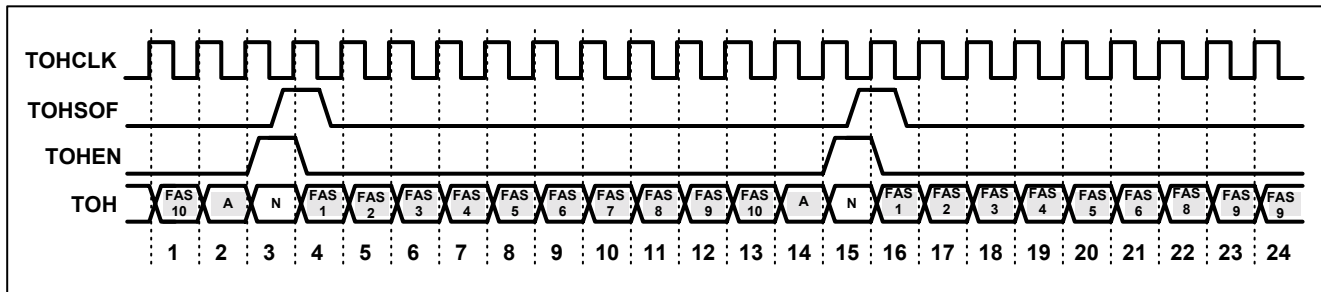 TOHCLK
TOHSOF
TOHEN
TOH FAS 10 A N FAS 1 FAS 2 FAS 3 FAS 4 FAS 5 FAS 6 FAS 7 FAS 8 FAS 9 FAS 10 A N FAS 1 FAS 2 FAS 3 FAS 4 FAS 5 FAS 6 FAS 8 FAS 9 FAS 9
1 2 3 4 5 6 7 8 9 10 11 12 13 14 15 16 17 18 19 20 21 22 23 24